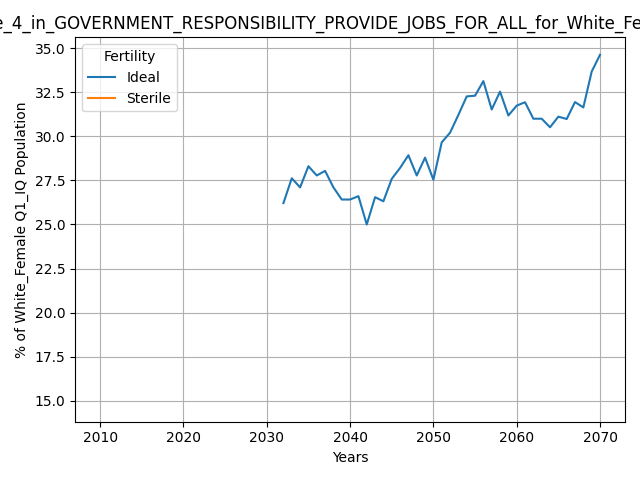 e_4_in_GOVERNMENT_RESPONSIBILITY_PROVIDE_JOBS_FOR_ALL_for_White_Fe
Fertility
Ideal
Sterile
% of White_Female Q1_IQ Population
35.0
32.5
30.0
27.5
25.0
22.5
20.0
17.5
15.0
2010 2020 2030 2040 2050 2060 2070
Years